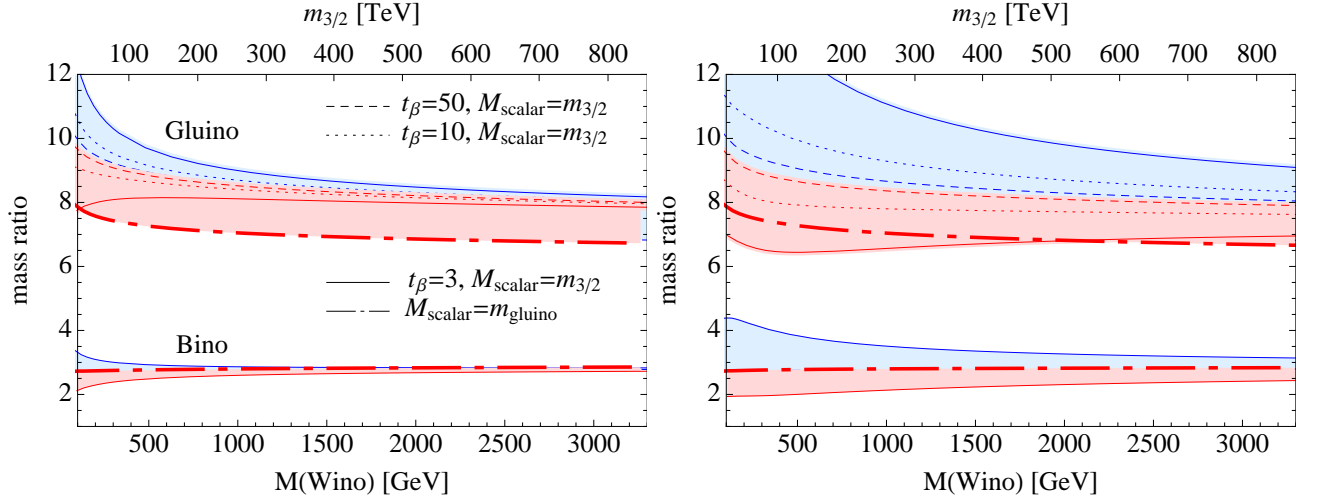 m3/2 [TeV]
100 200 300 400 500 600 700 800
12
10
8
6
4
2
mass ratio
Gluino
tβ=50, Mscalar=m3/2
tβ=10, Mscalar=m3/2
tβ=3, Mscalar=m3/2
Mscalar=mgluino
Bino
500 1000 1500 2000 2500 3000
M(Wino) [GeV]
m3/2 [TeV]
100 200 300 400 500 600 700 800
12
10
8
6
4
2
mass ratio
500 1000 1500 2000 2500 3000
M(Wino) [GeV]